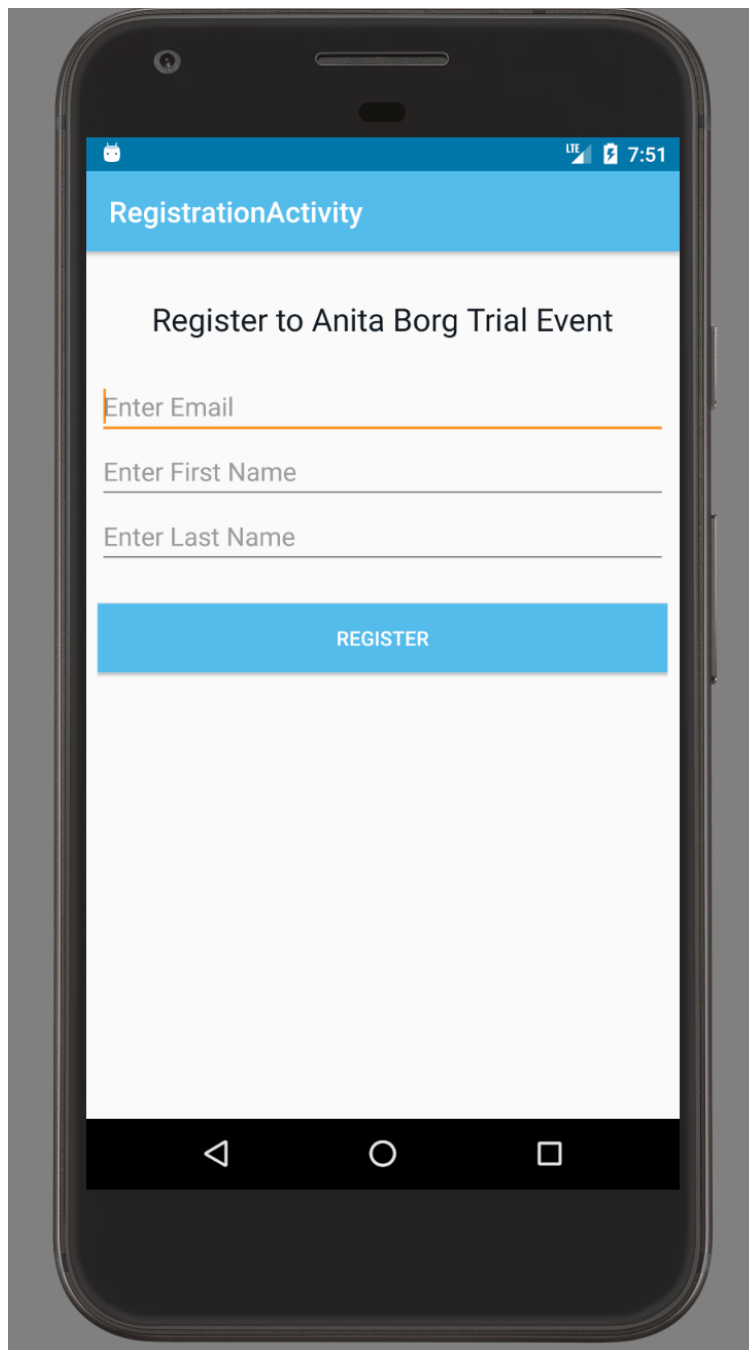 LTE 7:51
RegistrationActivity
Register to Anita Borg Trial Event
Enter Email
Enter First Name
Enter Last Name
REGISTER